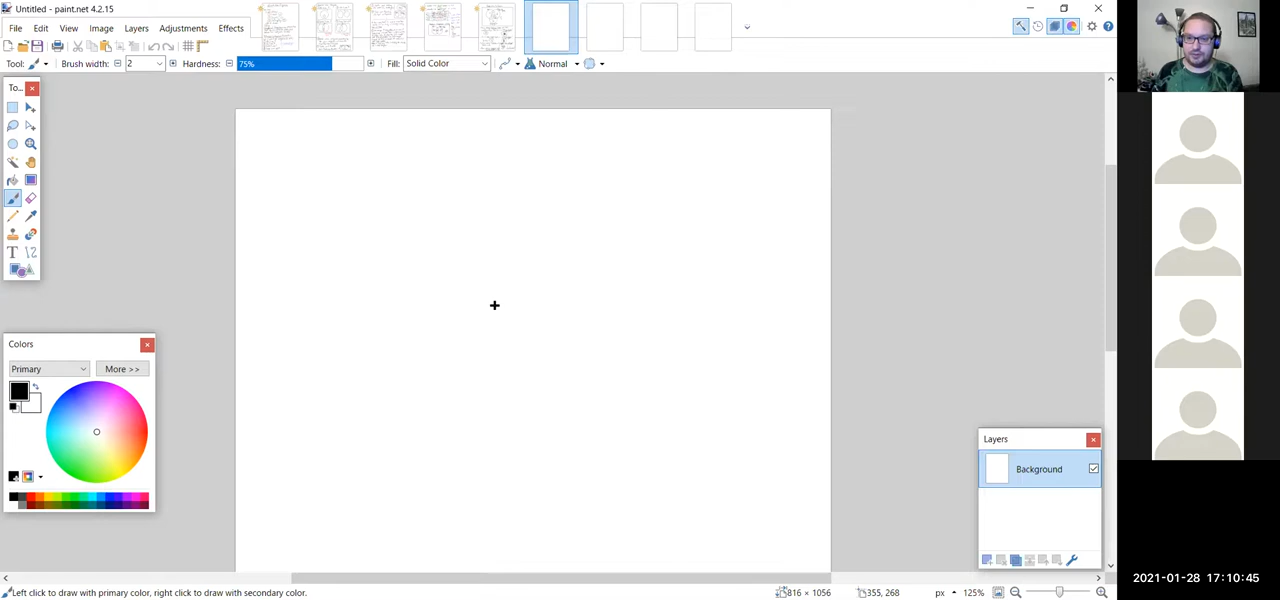 Untitled - paint.net 4.2.15
File Edit View Image Layers Adjustments Effects
Tool: Brush width: 2 Hardness: 75% Fill: Solid Color Normal
To...
Colors
Primary More >>
Layers
Background
Left click to draw with primary color, right click to draw with secondary color. 816 × 1056 355, 268 px 125%
2021-01-28 17:10:45